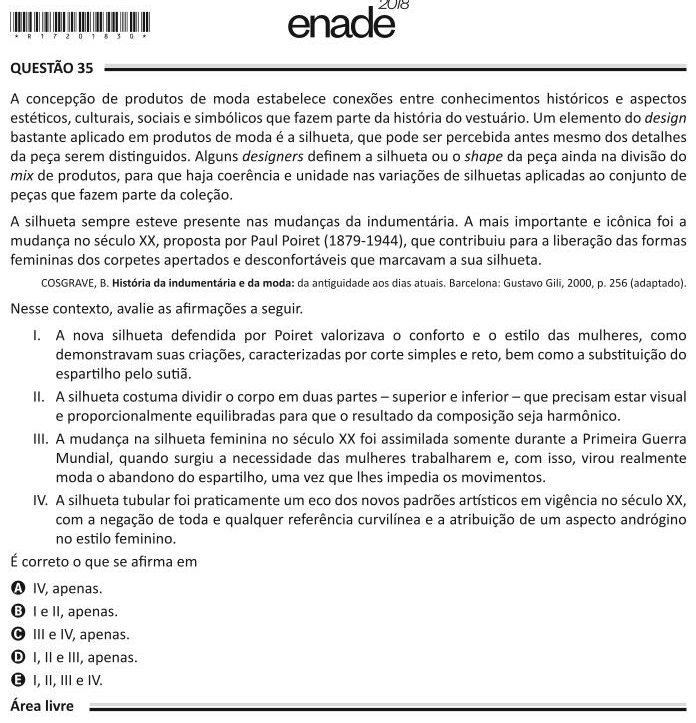 2018
enade
* R 1 7 2 0 1 8 3 0 *
QUESTÃO 35
A concepção de produtos de moda estabelece conexões entre conhecimentos históricos e aspectos
estéticos, culturais, sociais e simbólicos que fazem parte da história do vestuário. Um elemento do design
bastante aplicado em produtos de moda é a silhueta, que pode ser percebida antes mesmo dos detalhes
da peça serem distinguidos. Alguns designers definem a silhueta ou o shape da peça ainda na divisão do
mix de produtos, para que haja coerência e unidade nas variações de silhuetas aplicadas ao conjunto de
peças que fazem parte da coleção.
A silhueta sempre esteve presente nas mudanças da indumentária. A mais importante e icônica foi a
mudança no século XX, proposta por Paul Poiret (1879-1944), que contribuiu para a liberação das formas
femininas dos corpetes apertados e desconfortáveis que marcavam a sua silhueta.
COSGRAVE, B. História da indumentária e da moda: da antiguidade aos dias atuais. Barcelona: Gustavo Gili, 2000, p. 256 (adaptado).
Nesse contexto, avalie as afirmações a seguir.
I. A nova silhueta defendida por Poiret valorizava o conforto e o estilo das mulheres, como
demonstravam suas criações, caracterizadas por corte simples e reto, bem como a substituição do
espartilho pelo sutiã.
II. A silhueta costuma dividir o corpo em duas partes – superior e inferior – que precisam estar visual
e proporcionalmente equilibradas para que o resultado da composição seja harmônico.
III. A mudança na silhueta feminina no século XX foi assimilada somente durante a Primeira Guerra
Mundial, quando surgiu a necessidade das mulheres trabalharem e, com isso, virou realmente
moda o abandono do espartilho, uma vez que lhes impedia os movimentos.
IV. A silhueta tubular foi praticamente um eco dos novos padrões artísticos em vigência no século XX,
com a negação de toda e qualquer referência curvilínea e a atribuição de um aspecto andrógino
no estilo feminino.
É correto o que se afirma em
A IV, apenas.
B I e II, apenas.
C III e IV, apenas.
D I, II e III, apenas.
E I, II, III e IV.
Área livre